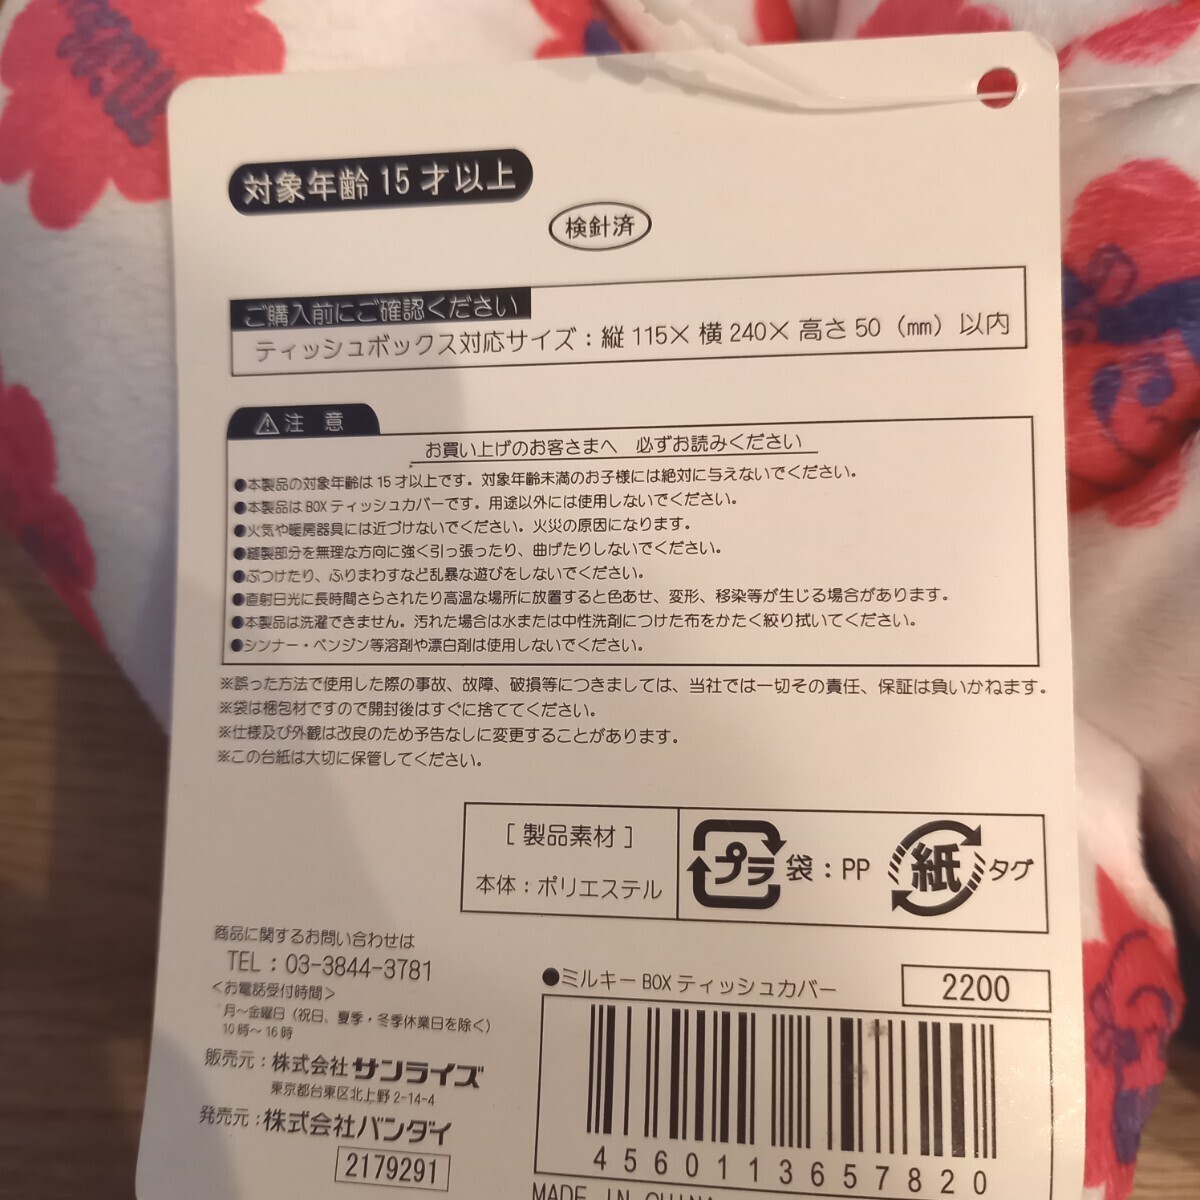 対象年齢15才以上
検針済
ご購入前にご確認ください
ティッシュボックス対応サイズ：縦115×横240×高さ50（mm）以内
⚠注 意
お買い上げのお客さまへ 必ずお読みください
●本製品の対象年齢は15才以上です。対象年齢未満のお子様には絶対に与えないでください。
●本製品はBOXティッシュカバーです。用途以外には使用しないでください。
●火気や暖房器具には近づけないでください。火災の原因になります。
●縫製部分を無理な方向に強く引っ張ったり、曲げたりしないでください。
●ぶつけたり、ふりまわすなど乱暴な遊びをしないでください。
●直射日光に長時間さらされたり高温な場所に放置すると色あせ、変形、移染等が生じる場合があります。
●本製品は洗濯できません。汚れた場合は水または中性洗剤につけた布をかたく絞り拭いてください。
●シンナー・ベンジン等溶剤や漂白剤は使用しないでください。
※誤った方法で使用した際の事故、故障、破損等につきましては、当社では一切その責任、保証は負いかねます。
※袋は梱包材ですので開封後はすぐに捨ててください。
※仕様及び外観は改良のため予告なしに変更することがあります。
※この台紙は大切に保管してください。
［製品素材］
本体：ポリエステル
プラ 袋：PP 紙 タグ
商品に関するお問い合わせは
TEL：03-3844-3781
＜お電話受付時間＞
月～金曜日（祝日、夏季・冬季休業日を除く）
10時～16時
販売元：株式会社サンライズ
東京都台東区北上野2-14-4
発売元：株式会社バンダイ
2179291
●ミルキーBOXティッシュカバー
2200
4560113657820
MADE IN CHINA